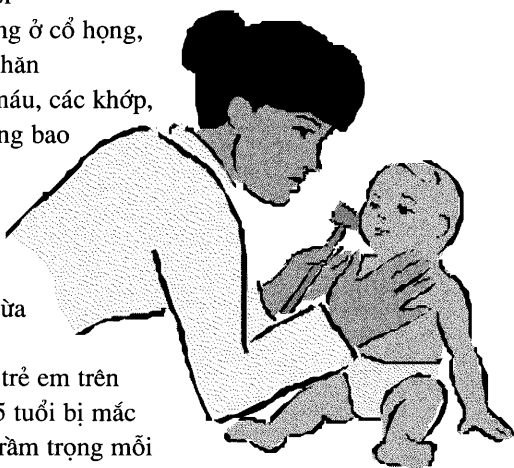 ng ở cổ họng,
hăn
náu, các khớp,
ng bao
ừa
trẻ em trên
5 tuổi bị mắc
rầm trọng mỗi